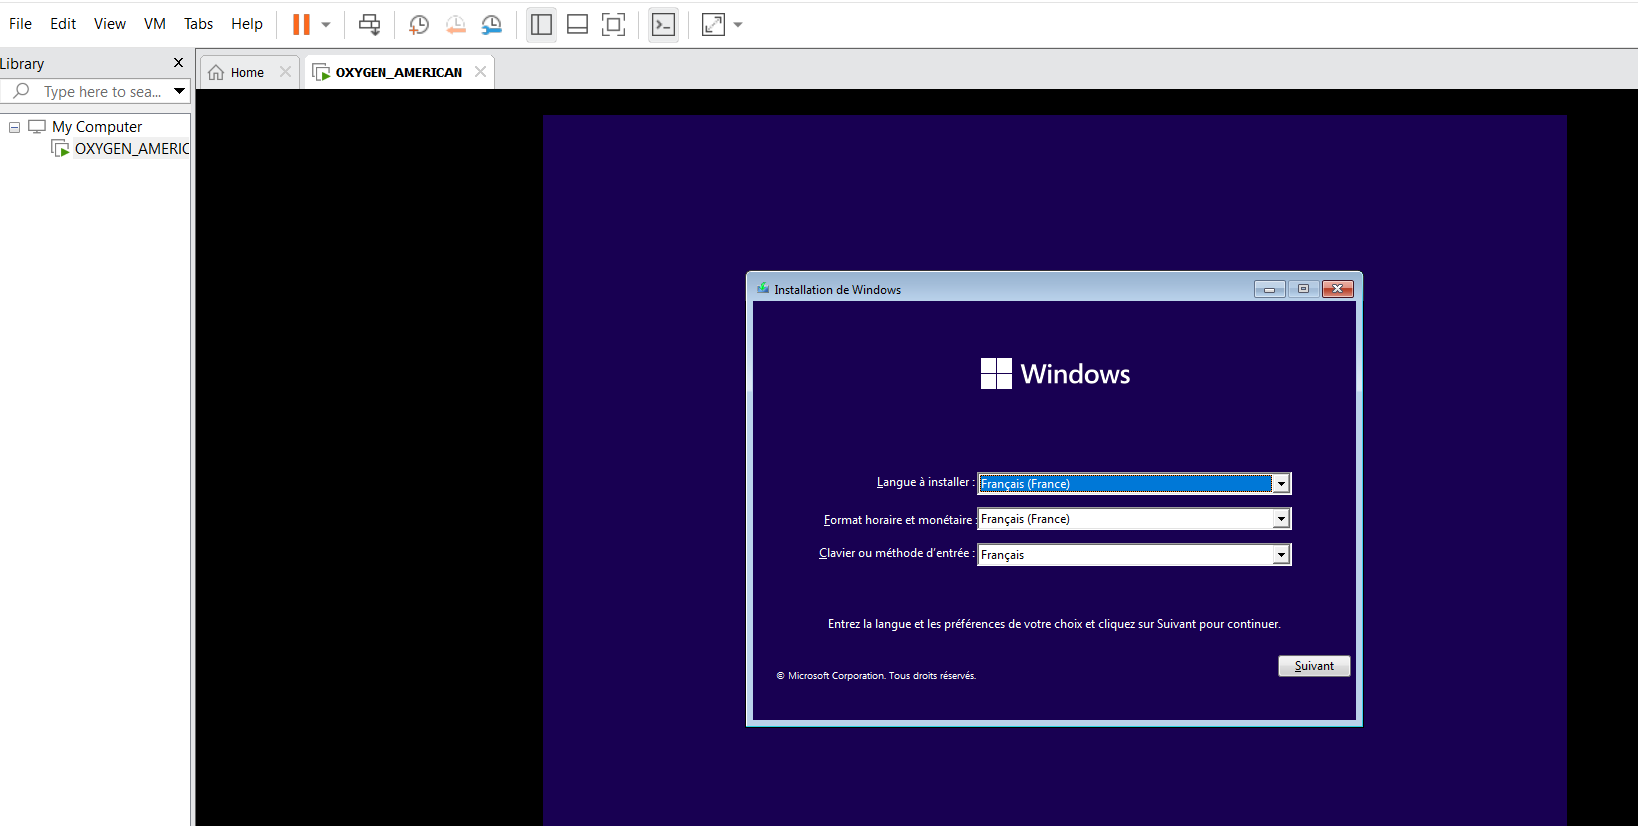 File Edit View VM Tabs Help
Library
Home
OXYGEN_AMERICAN
Type here to sea...
My Computer
OXYGEN_AMERIC
Installation de Windows
Windows
Langue à installer : Français (France)
Format horaire et monétaire : Français (France)
Clavier ou méthode d'entrée : Français
Entrez la langue et les préférences de votre choix et cliquez sur Suivant pour continuer.
Suivant
© Microsoft Corporation. Tous droits réservés.